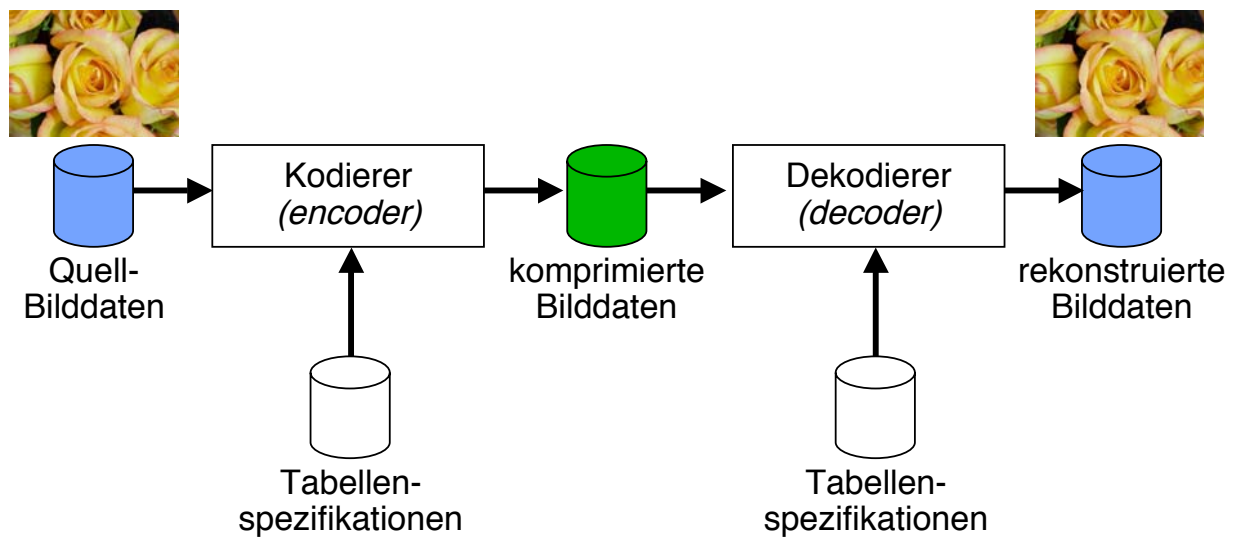 Kodierer
(encoder)
Dekodierer
(decoder)
Quell-
Bilddaten
komprimierte
Bilddaten
rekonstruierte
Bilddaten
Tabellen-
spezifikationen
Tabellen-
spezifikationen